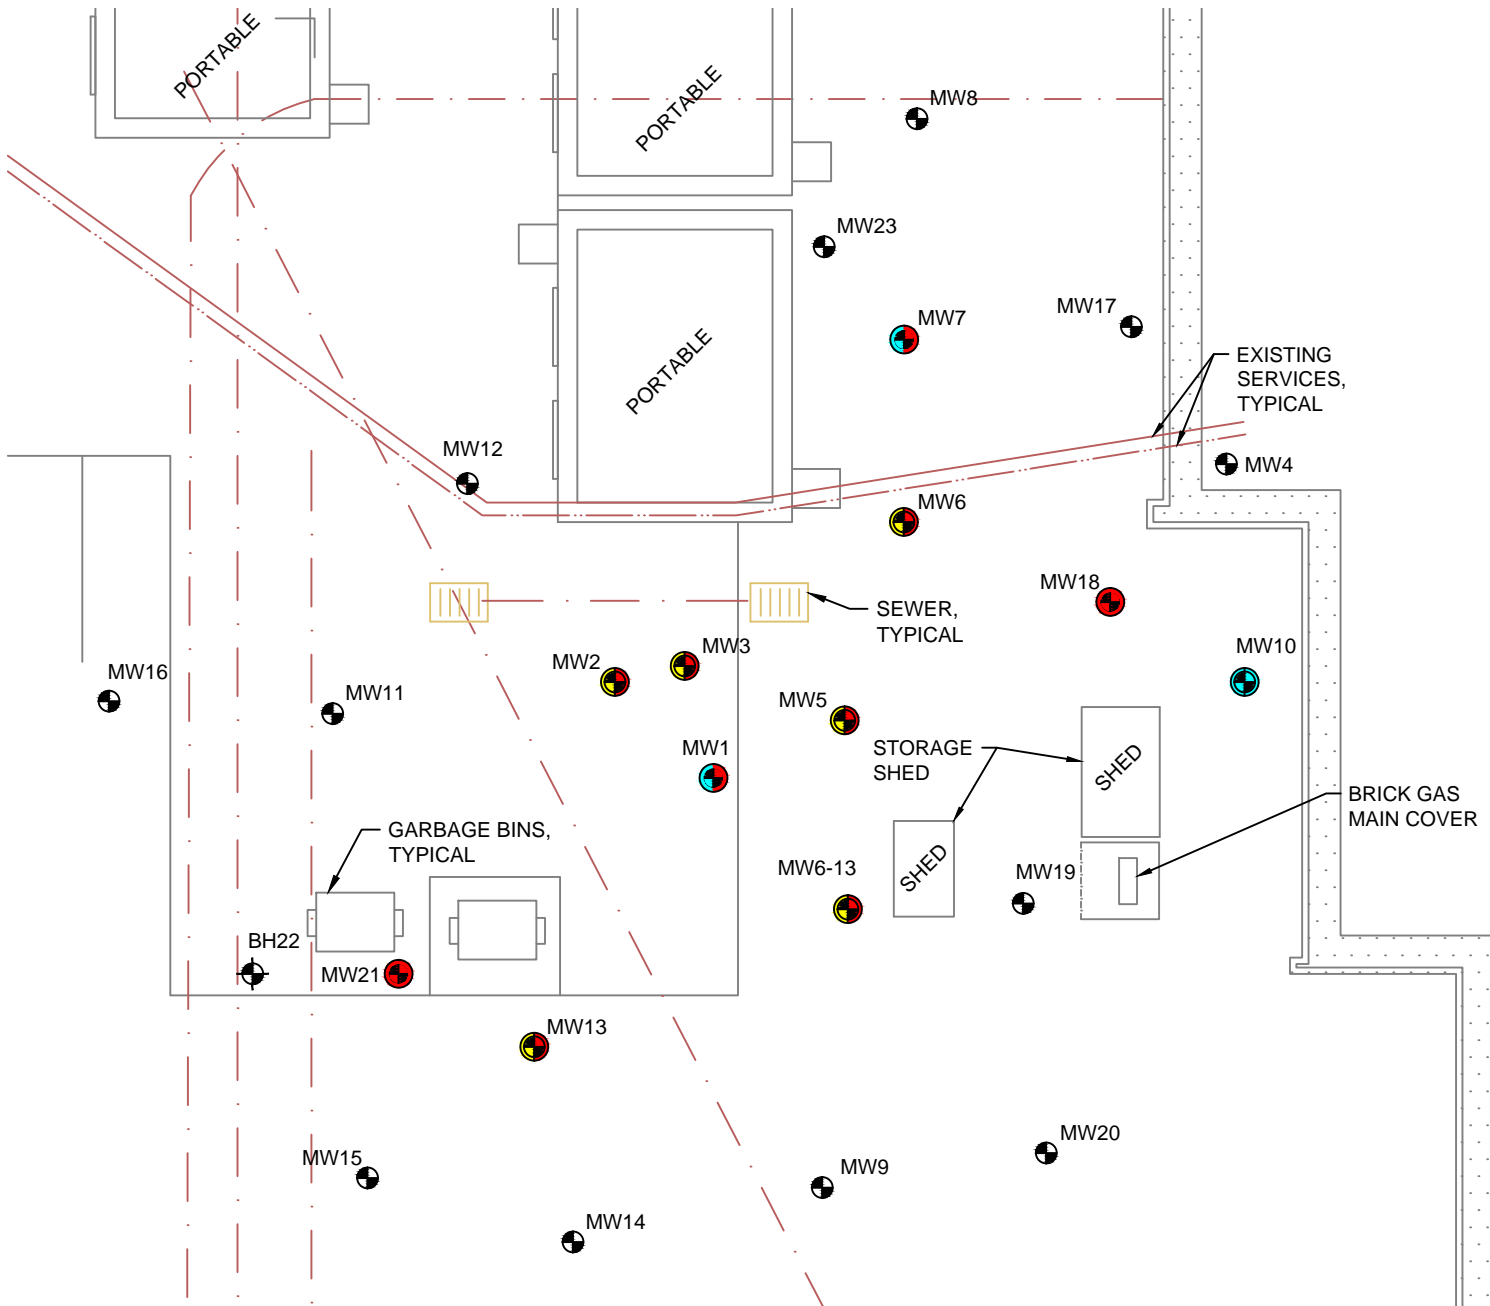 PORTABLE
PORTABLE
MW8
MW23
MW7
MW17
PORTABLE
EXISTING
SERVICES,
TYPICAL
MW12
MW4
MW6
MW18
SEWER,
TYPICAL
MW2
MW3
MW10
MW16
MW11
MW5
MW1
STORAGE
SHED
SHED
BRICK GAS
MAIN COVER
GARBAGE BINS,
TYPICAL
MW6-13
SHED
MW19
BH22
MW21
MW13
MW15
MW9
MW20
MW14